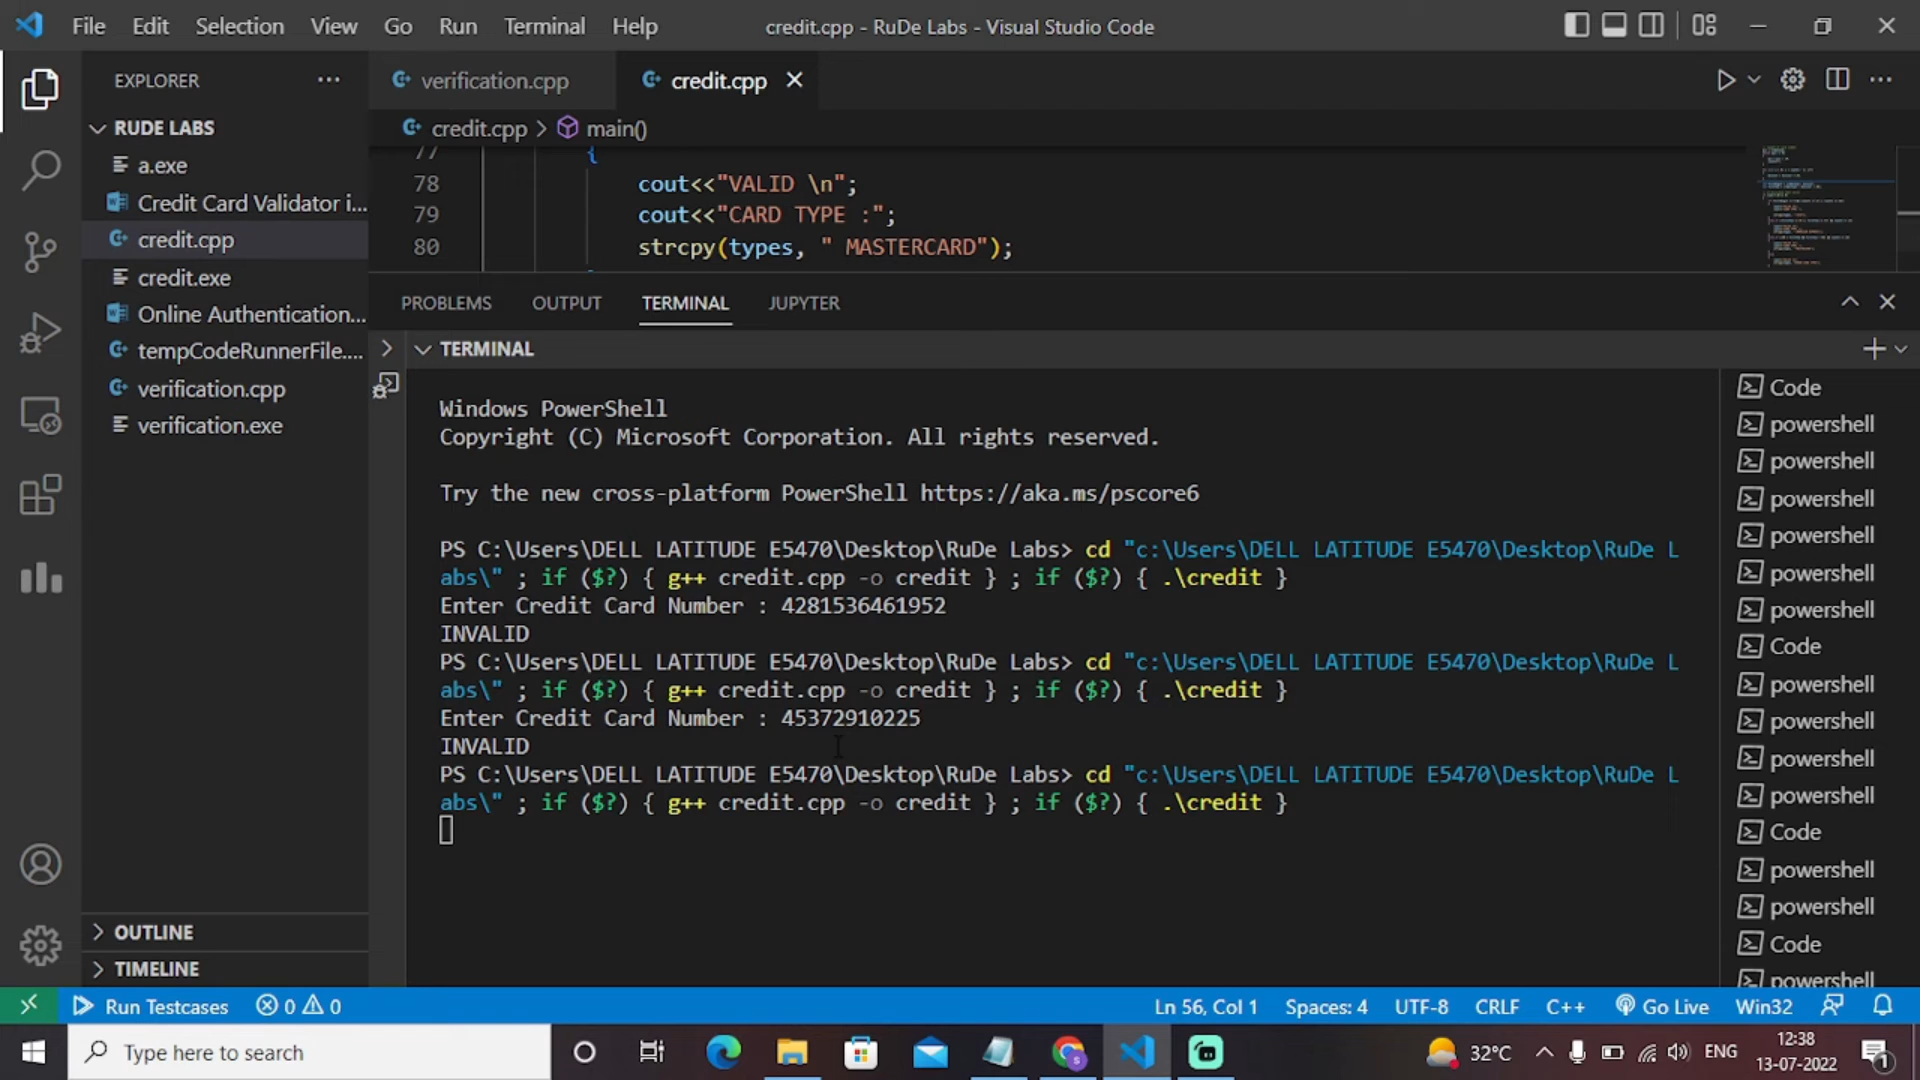 File Edit Selection View Go Run Terminal Help
credit.cpp - RuDe Labs - Visual Studio Code
EXPLORER
RUDE LABS
a.exe
Credit Card Validator i...
credit.cpp
credit.exe
Online Authentication...
tempCodeRunnerFile....
verification.cpp
verification.exe
OUTLINE
TIMELINE
verification.cpp
credit.cpp
credit.cpp > main()
77 {
78 cout<<"VALID \n";
79 cout<<"CARD TYPE :";
80 strcpy(types, " MASTERCARD");
PROBLEMS OUTPUT TERMINAL JUPYTER
TERMINAL
Windows PowerShell
Copyright (C) Microsoft Corporation. All rights reserved.
Try the new cross-platform PowerShell https://aka.ms/pscore6
PS C:\Users\DELL LATITUDE E5470\Desktop\RuDe Labs> cd "c:\Users\DELL LATITUDE E5470\Desktop\RuDe L
abs\" ; if ($?) { g++ credit.cpp -o credit } ; if ($?) { .\credit }
Enter Credit Card Number : 4281536461952
INVALID
PS C:\Users\DELL LATITUDE E5470\Desktop\RuDe Labs> cd "c:\Users\DELL LATITUDE E5470\Desktop\RuDe L
abs\" ; if ($?) { g++ credit.cpp -o credit } ; if ($?) { .\credit }
Enter Credit Card Number : 45372910225
INVALID
PS C:\Users\DELL LATITUDE E5470\Desktop\RuDe Labs> cd "c:\Users\DELL LATITUDE E5470\Desktop\RuDe L
abs\" ; if ($?) { g++ credit.cpp -o credit } ; if ($?) { .\credit }
Code
powershell
powershell
powershell
powershell
powershell
powershell
Code
powershell
powershell
powershell
powershell
Code
powershell
powershell
Code
powershell
Run Testcases 0 0
Ln 56, Col 1 Spaces: 4 UTF-8 CRLF C++ Go Live Win32
Type here to search
32°C
ENG
12:38
13-07-2022
1